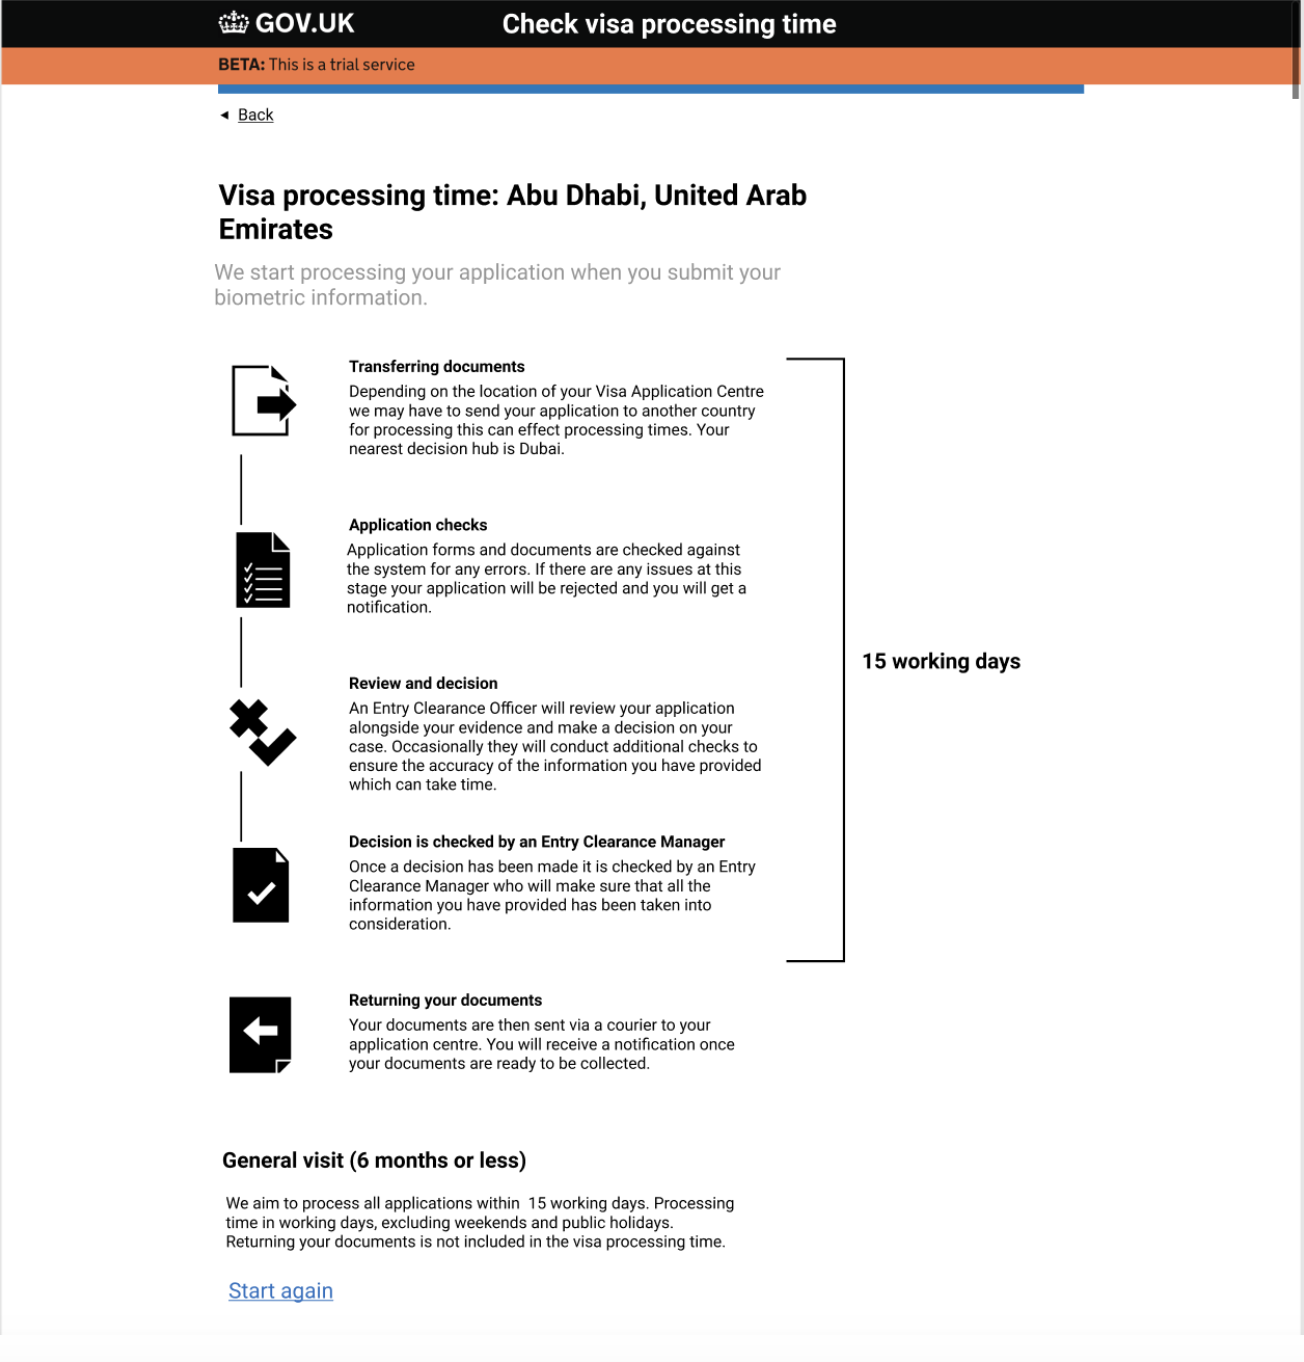 GOV.UK
Check visa processing time
BETA: This is a trial service
Back
Visa processing time: Abu Dhabi, United Arab
Emirates
We start processing your application when you submit your
biometric information.
Transferring documents
Depending on the location of your Visa Application Centre
we may have to send your application to another country
for processing this can effect processing times. Your
nearest decision hub is Dubai.
Application checks
Application forms and documents are checked against
the system for any errors. If there are any issues at this
stage your application will be rejected and you will get a
notification.
15 working days
Review and decision
An Entry Clearance Officer will review your application
alongside your evidence and make a decision on your
case. Occasionally they will conduct additional checks to
ensure the accuracy of the information you have provided
which can take time.
Decision is checked by an Entry Clearance Manager
Once a decision has been made it is checked by an Entry
Clearance Manager who will make sure that all the
information you have provided has been taken into
consideration.
Returning your documents
Your documents are then sent via a courier to your
application centre. You will receive a notification once
your documents are ready to be collected.
General visit (6 months or less)
We aim to process all applications within 15 working days. Processing
time in working days, excluding weekends and public holidays.
Returning your documents is not included in the visa processing time.
Start again